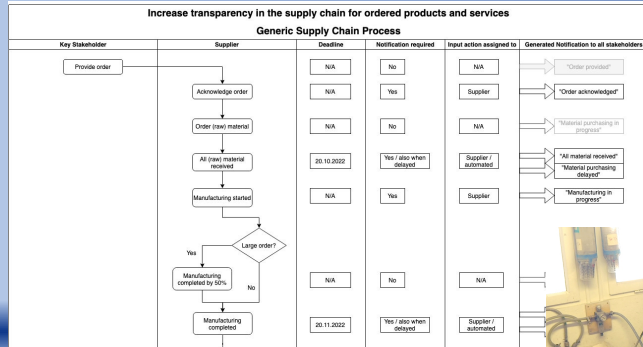 Increase transparency in the supply chain for ordered products and services
Generic Supply Chain Process
Key Stakeholder
Supplier
Deadline
Notification required
Input action assigned to
Generated Notification to all stakeholders
Provide order
N/A
No
N/A
"Order provided"
Acknowledge order
N/A
Yes
Supplier
"Order acknowledged"
Order (raw) material
N/A
No
N/A
"Material purchasing in
progress"
All (raw) material
received
20.10.2022
Yes / also when
delayed
Supplier /
automated
"All material received"
"Material purchasing
delayed"
Manufacturing started
N/A
Yes
Supplier
"Manufacturing in
progress"
Large order?
Yes
No
Manufacturing
completed by 50%
N/A
No
N/A
Manufacturing
completed
20.11.2022
Yes / also when
delayed
Supplier /
automated